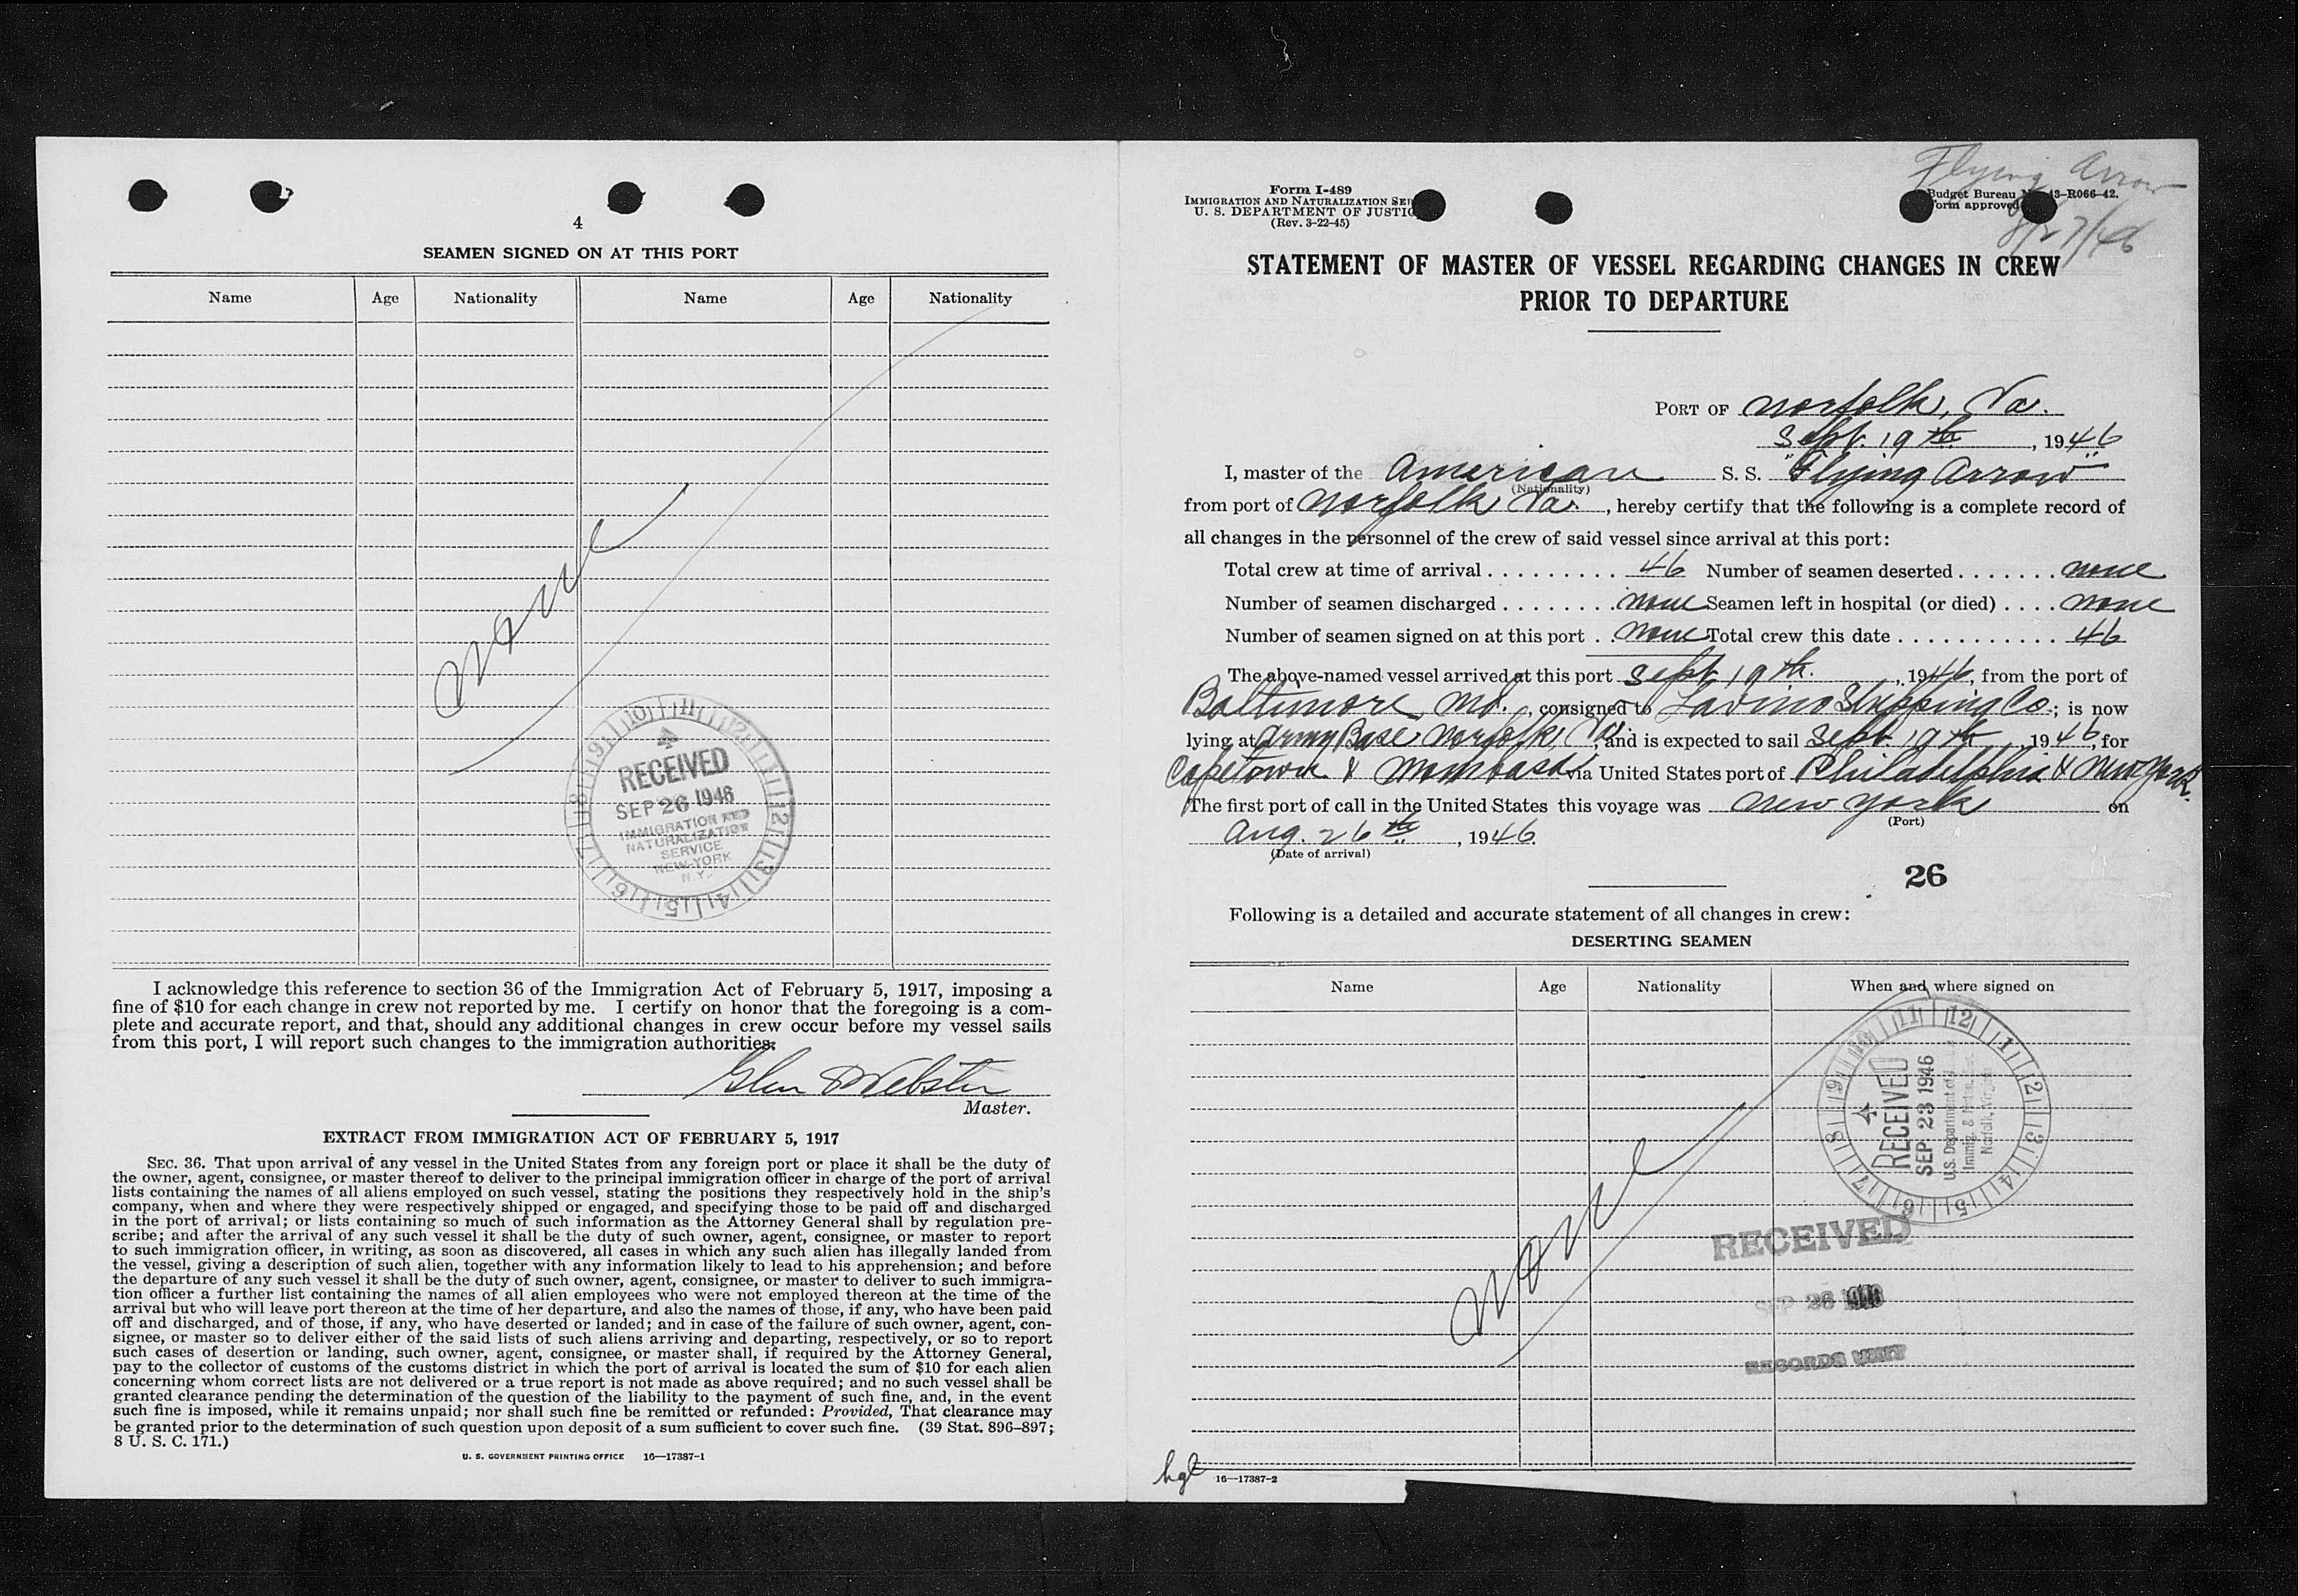 4
SEAMEN SIGNED ON AT THIS PORT
Name Age Nationality Name Age Nationality
None
RECEIVED
SEP 26 1946
IMMIGRATION AND
NATURALIZATION
SERVICE
NEW YORK
N. Y.
I acknowledge this reference to section 36 of the Immigration Act of February 5, 1917, imposing a
fine of $10 for each change in crew not reported by me. I certify on honor that the foregoing is a com-
plete and accurate report, and that, should any additional changes in crew occur before my vessel sails
from this port, I will report such changes to the immigration authorities.
Glen Webster
Master.
EXTRACT FROM IMMIGRATION ACT OF FEBRUARY 5, 1917
SEC. 36. That upon arrival of any vessel in the United States from any foreign port or place it shall be the duty of
the owner, agent, consignee, or master thereof to deliver to the principal immigration officer in charge of the port of arrival
lists containing the names of all aliens employed on such vessel, stating the positions they respectively hold in the ship's
company, when and where they were respectively shipped or engaged, and specifying those to be paid off and discharged
in the port of arrival; or lists containing so much of such information as the Attorney General shall by regulation pre-
scribe; and after the arrival of any such vessel it shall be the duty of such owner, agent, consignee, or master to report
to such immigration officer, in writing, as soon as discovered, all cases in which any such alien has illegally landed from
the vessel, giving a description of such alien, together with any information likely to lead to his apprehension; and before
the departure of any such vessel it shall be the duty of such owner, agent, consignee, or master to deliver to such immigra-
tion officer a further list containing the names of all alien employees who were not employed thereon at the time of the
arrival but who will leave port thereon at the time of her departure, and also the names of those, if any, who have been paid
off and discharged, and of those, if any, who have deserted or landed; and in case of the failure of such owner, agent, con-
signee, or master so to deliver either of the said lists of such aliens arriving and departing, respectively, or so to report
such cases of desertion or landing, such owner, agent, consignee, or master shall, if required by the Attorney General,
pay to the collector of customs of the customs district in which the port of arrival is located the sum of $10 for each alien
concerning whom correct lists are not delivered or a true report is not made as above required; and no such vessel shall be
granted clearance pending the determination of the question of the liability to the payment of such fine, and, in the event
such fine is imposed, while it remains unpaid; nor shall such fine be remitted or refunded: Provided, That clearance may
be granted prior to the determination of such question upon deposit of a sum sufficient to cover such fine. (39 Stat. 896-897;
8 U. S. C. 171.)
U. S. GOVERNMENT PRINTING OFFICE 16—17387-1
Flying Arrow
8/27/46
Form I-489
IMMIGRATION AND NATURALIZATION
U. S. DEPARTMENT OF JUSTIC
(Rev. 3-22-45)
Budget Bureau 43-R066-42.
Form approved
STATEMENT OF MASTER OF VESSEL REGARDING CHANGES IN CREW
PRIOR TO DEPARTURE
PORT OF Norfolk, Va.
Sept. 19th, 1946
I, master of the American S. S. "Flying Arrow"
(Nationality)
from port of Norfolk Va., hereby certify that the following is a complete record of
all changes in the personnel of the crew of said vessel since arrival at this port:
Total crew at time of arrival . . . . . . . . . 46 Number of seamen deserted . . . . . . . none
Number of seamen discharged . . . . . . . . none Seamen left in hospital (or died) . . . . none
Number of seamen signed on at this port . . none Total crew this date . . . . . . . . . . . . 46
The above-named vessel arrived at this port Sept 19th., 1946, from the port of
Baltimore Md., consigned to Lavino Shipping Co.; is now
lying at Army Base, Norfolk, Va., and is expected to sail Sept. 19th 1946, for
Capetown & Mombasa via United States port of Philadelphia & New York.
The first port of call in the United States this voyage was New York on
(Port)
Aug. 26th, 1946.
(Date of arrival)
26
Following is a detailed and accurate statement of all changes in crew:
DESERTING SEAMEN
Name Age Nationality When and where signed on
None
RECEIVED
SEP 23 1946
U.S. Department of
Immig. & Natz.
Norfolk, Virginia
RECEIVED
SEP 26 1946
RECORDS UNIT
hgl 16—17387-2